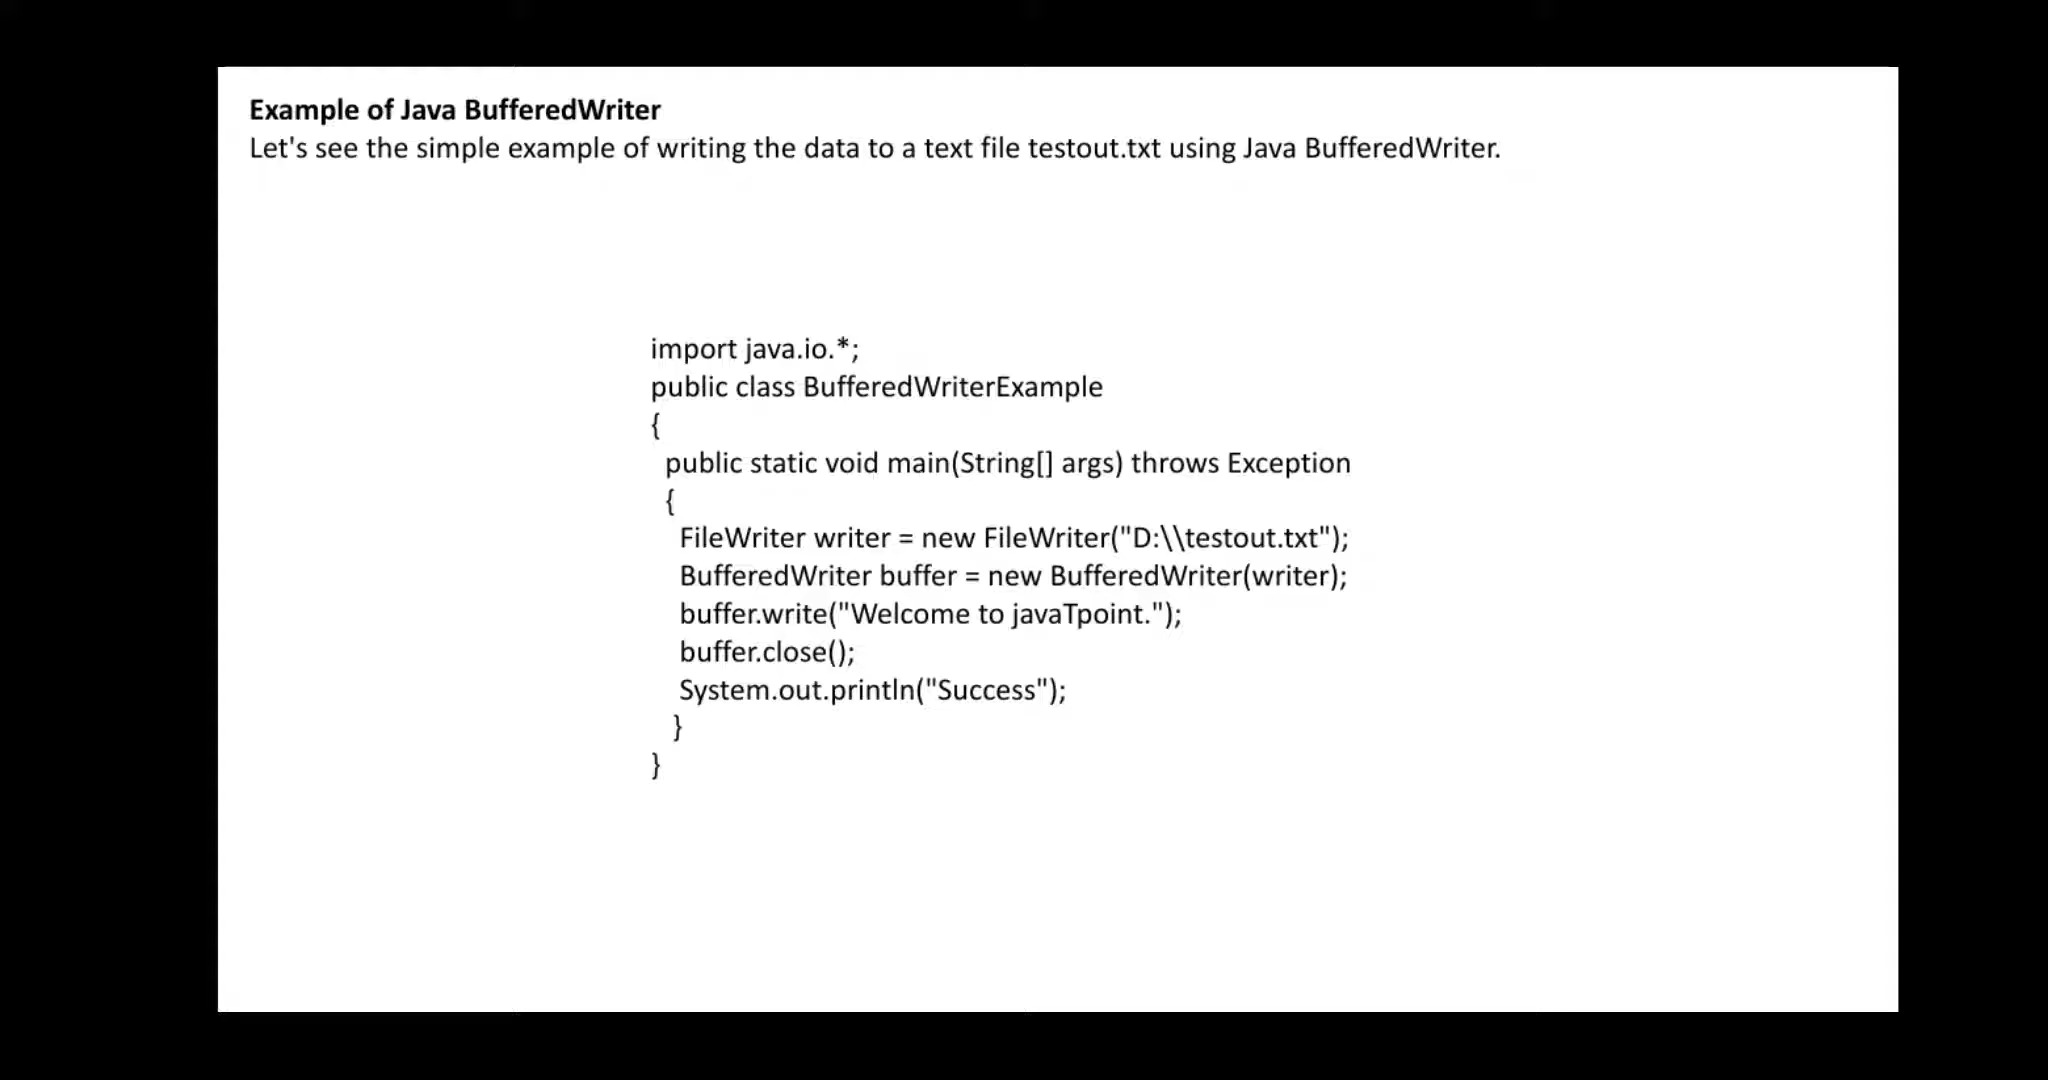 Example of Java BufferedWriter
Let's see the simple example of writing the data to a text file testout.txt using Java BufferedWriter.
import java.io.*;
public class BufferedWriterExample
{
public static void main(String[] args) throws Exception
{
FileWriter writer = new FileWriter("D:\\testout.txt");
BufferedWriter buffer = new BufferedWriter(writer);
buffer.write("Welcome to javaTpoint.");
buffer.close();
System.out.println("Success");
}
}